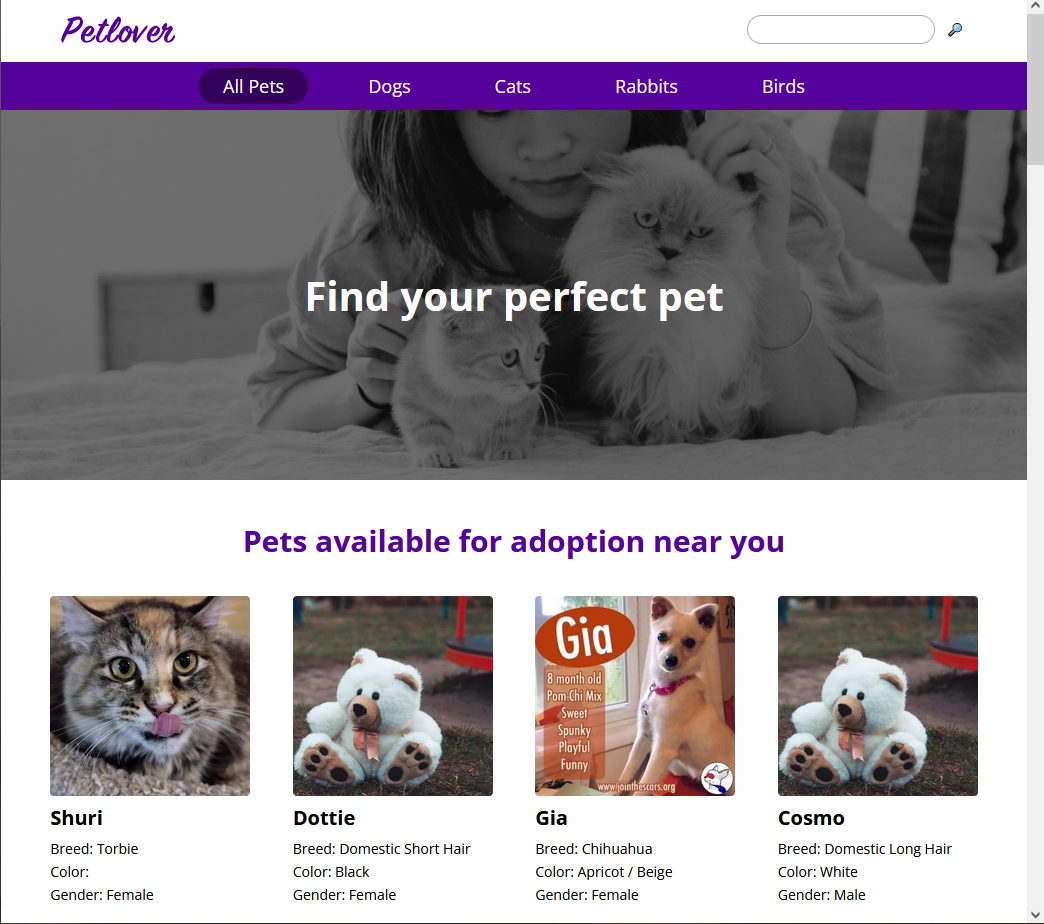 Petlover
All Pets Dogs Cats Rabbits Birds
Find your perfect pet
Pets available for adoption near you
Gia
8 month old
Pom-Chi Mix
Sweet
Spunky
Playful
Funny
www.jointhescars.org
Shuri
Breed: Torbie
Color:
Gender: Female
Dottie
Breed: Domestic Short Hair
Color: Black
Gender: Female
Gia
Breed: Chihuahua
Color: Apricot / Beige
Gender: Female
Cosmo
Breed: Domestic Long Hair
Color: White
Gender: Male